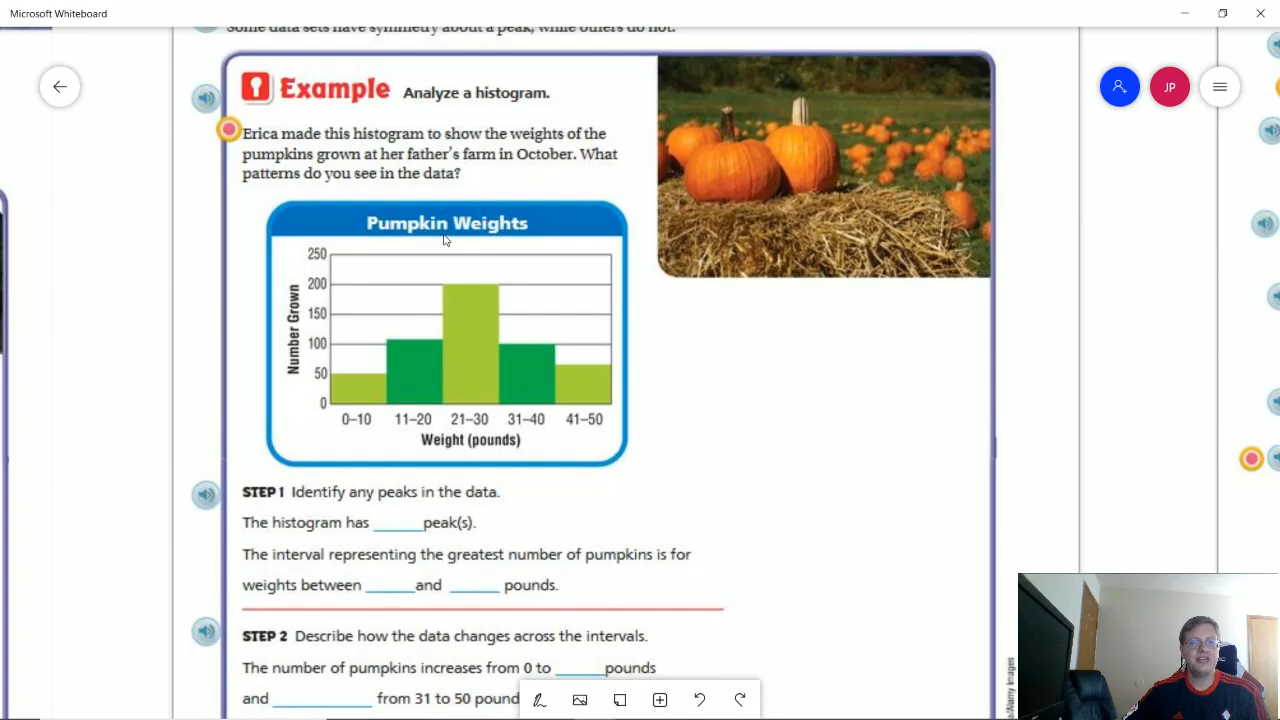 Microsoft Whiteboard
Some data sets have symmetry about a peak, while others do not.
Example Analyze a histogram.
JP
Erica made this histogram to show the weights of the
pumpkins grown at her father's farm in October. What
patterns do you see in the data?
Pumpkin Weights
250
200
150
100
50
0
Number Grown
0–10 11–20 21–30 31–40 41–50
Weight (pounds)
STEP 1 Identify any peaks in the data.
The histogram has ______ peak(s).
The interval representing the greatest number of pumpkins is for
weights between ______ and ______ pounds.
STEP 2 Describe how the data changes across the intervals.
The number of pumpkins increases from 0 to ______ pounds
and ____________ from 31 to 50 pound